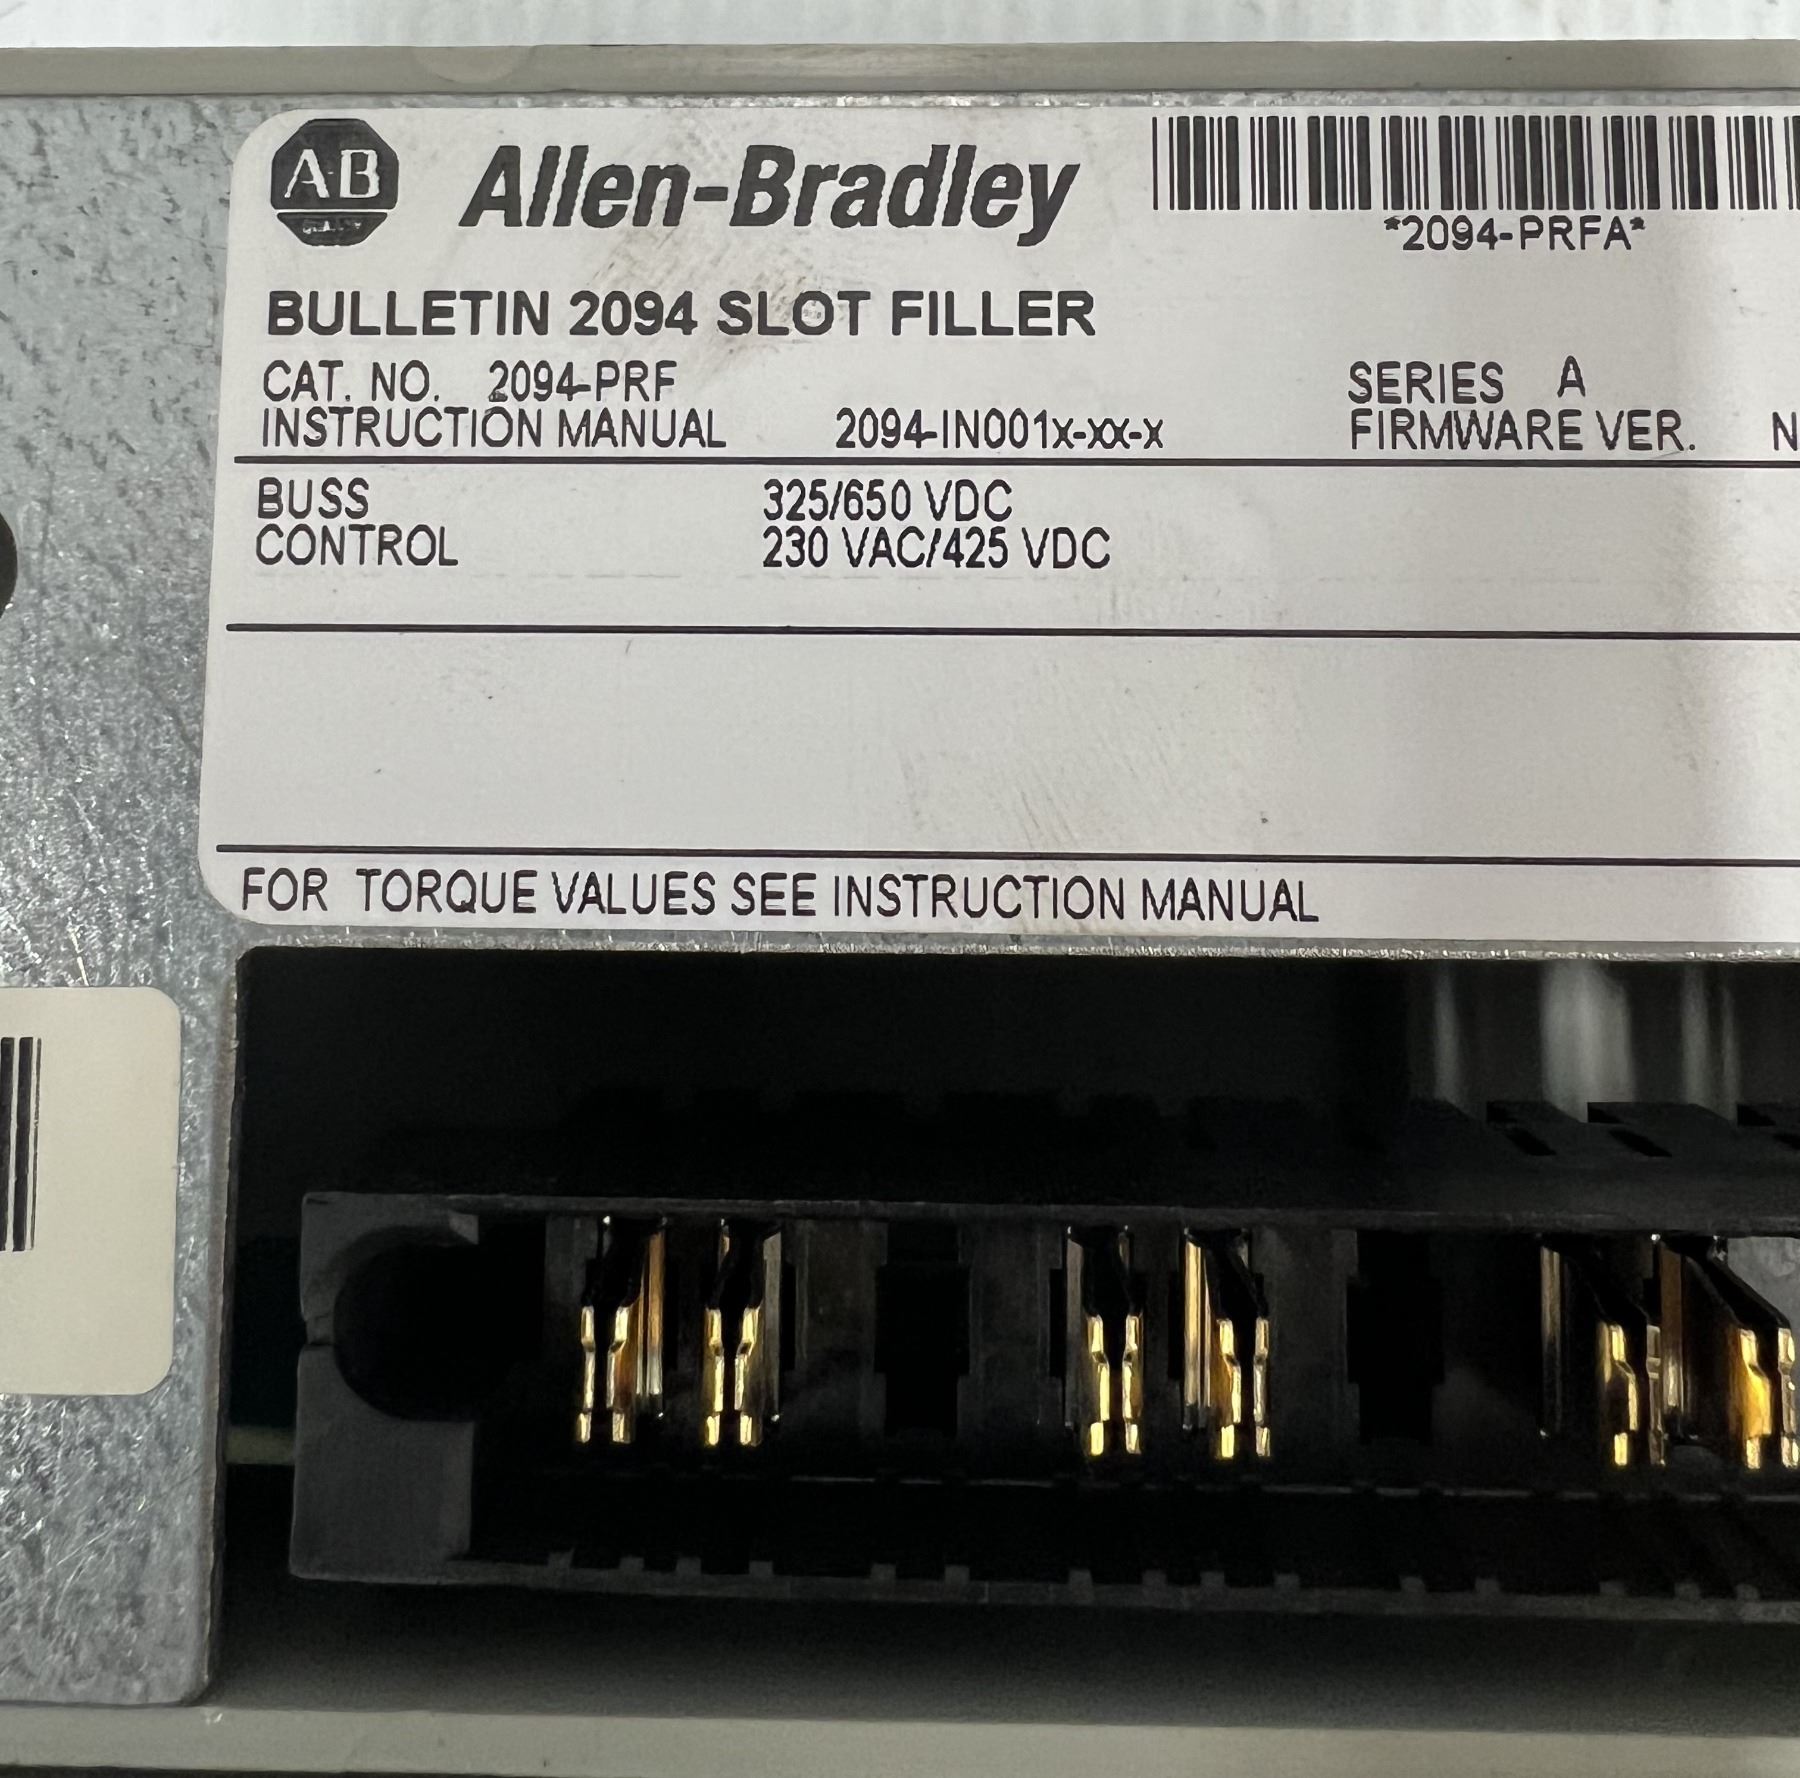 AB
QUALITY
Allen-Bradley
*2094-PRFA*
BULLETIN 2094 SLOT FILLER
CAT. NO. 2094-PRF
SERIES A
INSTRUCTION MANUAL 2094-IN001x-xx-x
FIRMWARE VER. N
BUSS 325/650 VDC
CONTROL 230 VAC/425 VDC
FOR TORQUE VALUES SEE INSTRUCTION MANUAL